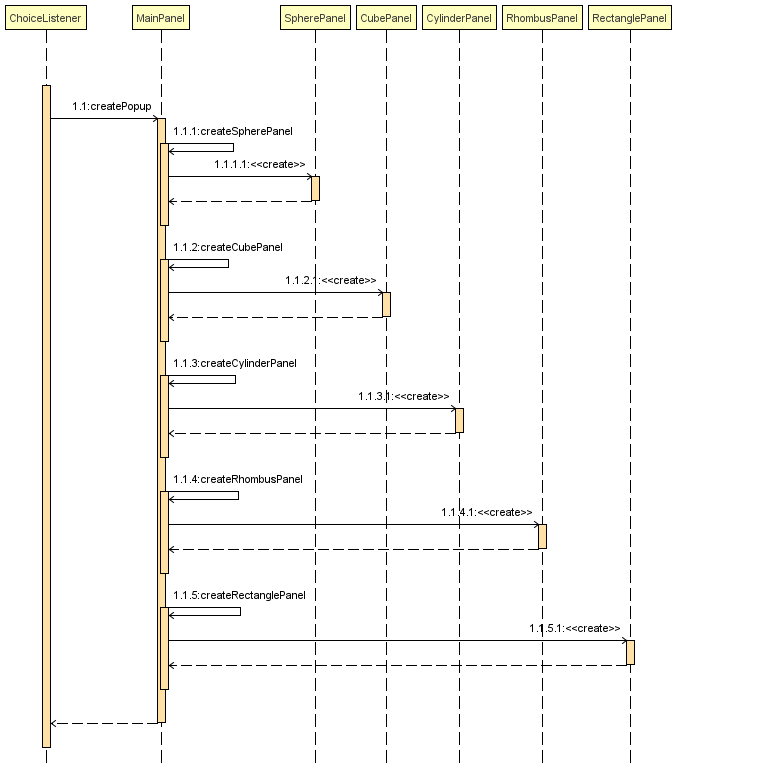 ChoiceListener MainPanel SpherePanel CubePanel CylinderPanel RhombusPanel RectanglePanel
1.1:createPopup
1.1.1:createSpherePanel
1.1.1.1:<<create>>
1.1.2:createCubePanel
1.1.2.1:<<create>>
1.1.3:createCylinderPanel
1.1.3.1:<<create>>
1.1.4:createRhombusPanel
1.1.4.1:<<create>>
1.1.5:createRectanglePanel
1.1.5.1:<<create>>